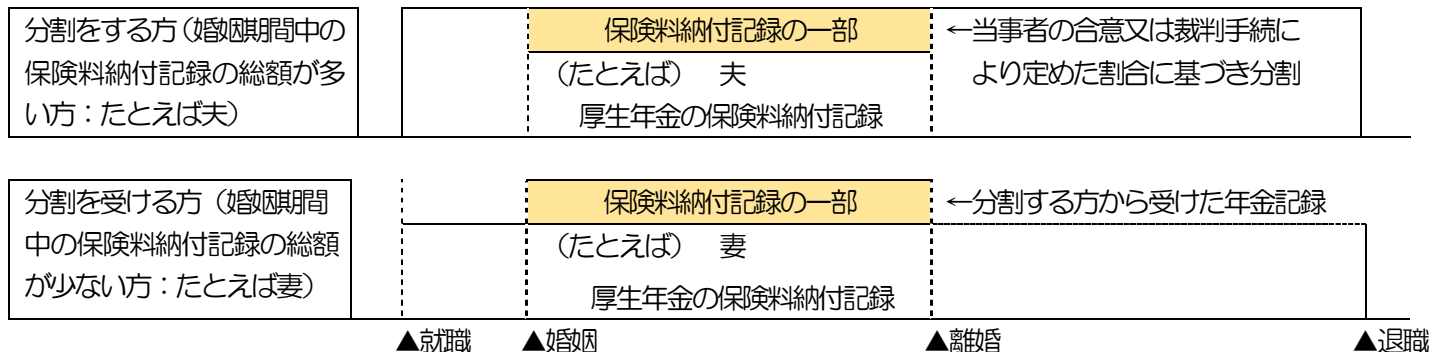 分割をする方(婚姻期間中の
保険料納付記録の総額が多
い方：たとえば夫)
保険料納付記録の一部
(たとえば) 夫
厚生年金の保険料納付記録
←当事者の合意又は裁判手続に
より定めた割合に基づき分割
分割を受ける方(婚姻期間
中の保険料納付記録の総額
が少ない方：たとえば妻)
保険料納付記録の一部
(たとえば) 妻
厚生年金の保険料納付記録
←分割する方から受けた年金記録
▲就職 ▲婚姻 ▲離婚 ▲退職